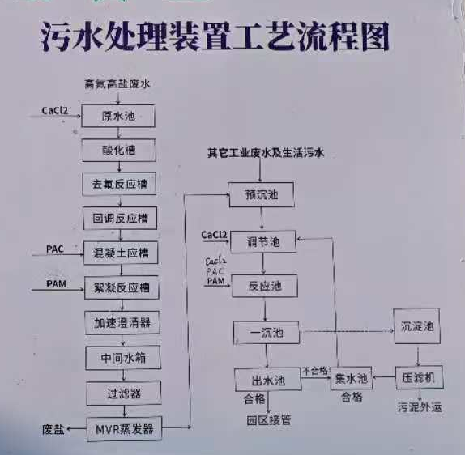 污水处理装置工艺流程图
高氮高盐废水
CaCl2
原水池
酸化槽
去氟反应槽
回调反应槽
PAC
混凝土应槽
PAM
絮凝反应槽
加速澄清器
中间水箱
过滤器
废盐
MVR蒸发器
其它工业废水及生活污水
预沉池
CaCl2
调节池
CaCl2
PAC
PAM
反应池
一沉池
沉淀池
出水池
不合格
集水池
压滤机
合格
合格
污泥外运
园区接管